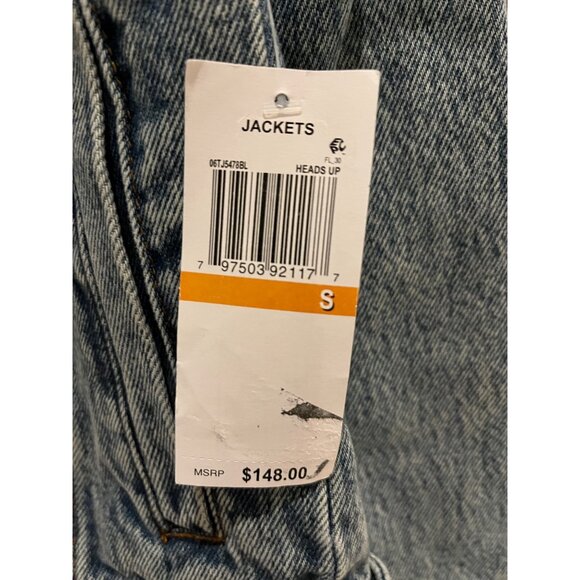 JACKETS
FL_30
06TJ5478BL HEADS UP
7 97503 92117 7
S
MSRP $148.00